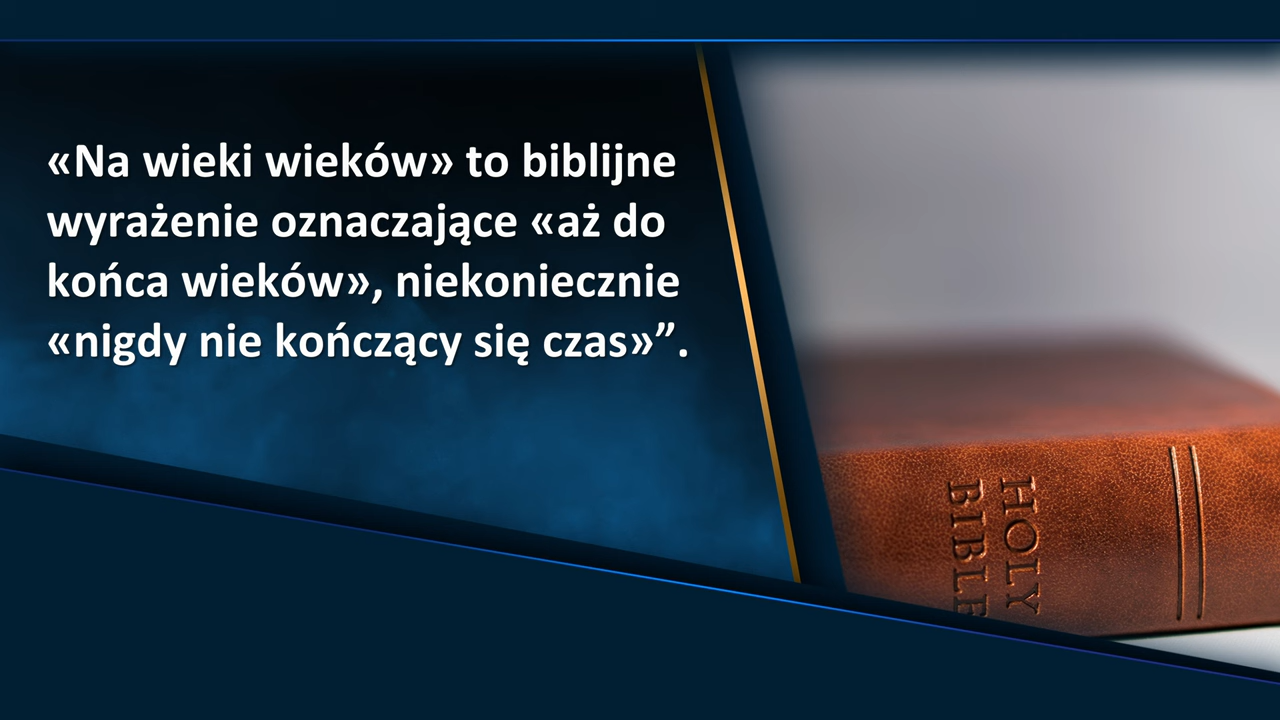 «Na wieki wieków» to biblijne
wyrażenie oznaczające «aż do
końca wieków», niekoniecznie
«nigdy nie kończący się czas»”.
HOLY
BIBLE